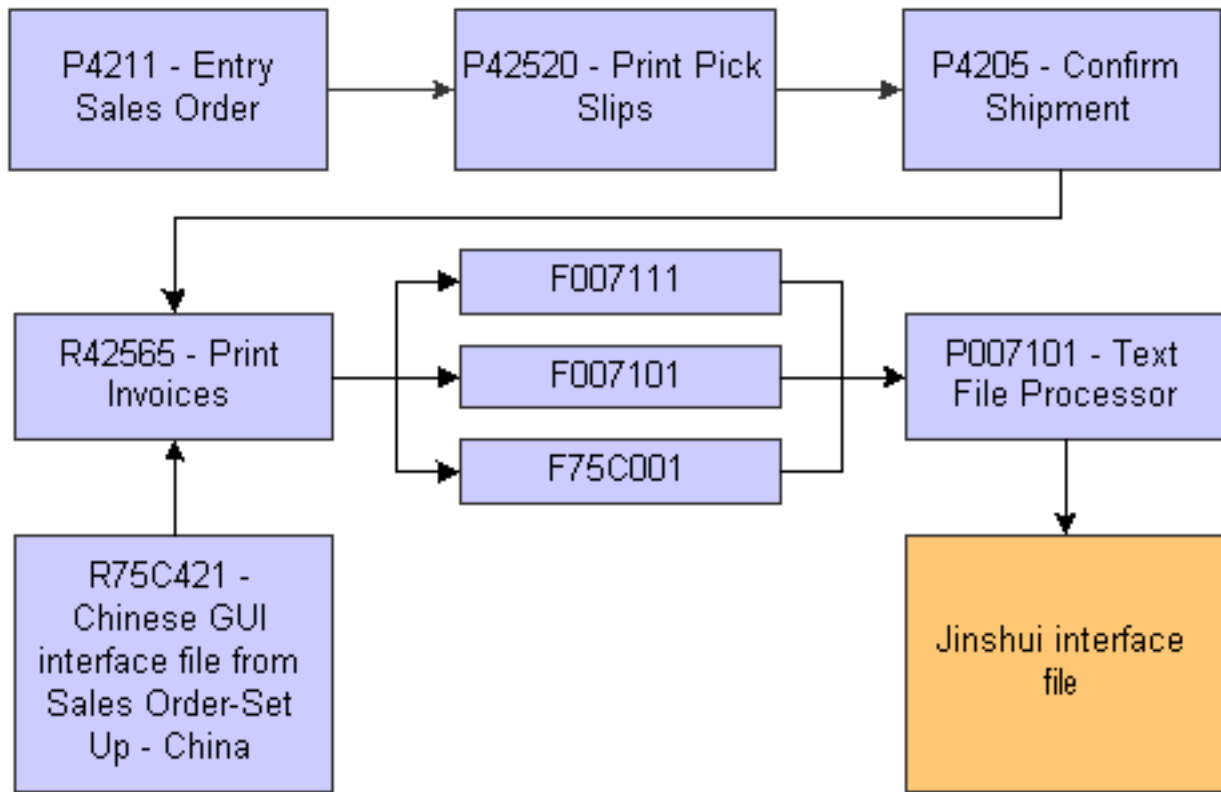 P4211 - Entry
Sales Order
P42520 - Print Pick
Slips
P4205 - Confirm
Shipment
F007111
R42565 - Print
Invoices
F007101
P007101 - Text
File Processor
F75C001
R75C421 -
Chinese GUI
interface file from
Sales Order-Set
Up - China
Jinshui interface
file